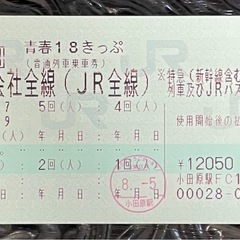 青春18きっぷ
(普通列車乗車券)
会社全線(JR全線) ※特急(新幹線含む
列車及びJRバス
7 5回(人) 4回(人)
9 使用開始後の払
年 月 日 年 月 日
2回(人) 1回(人) ¥12050
8.-5
小田原駅
年 月 日 小田原駅FC1
00028-0